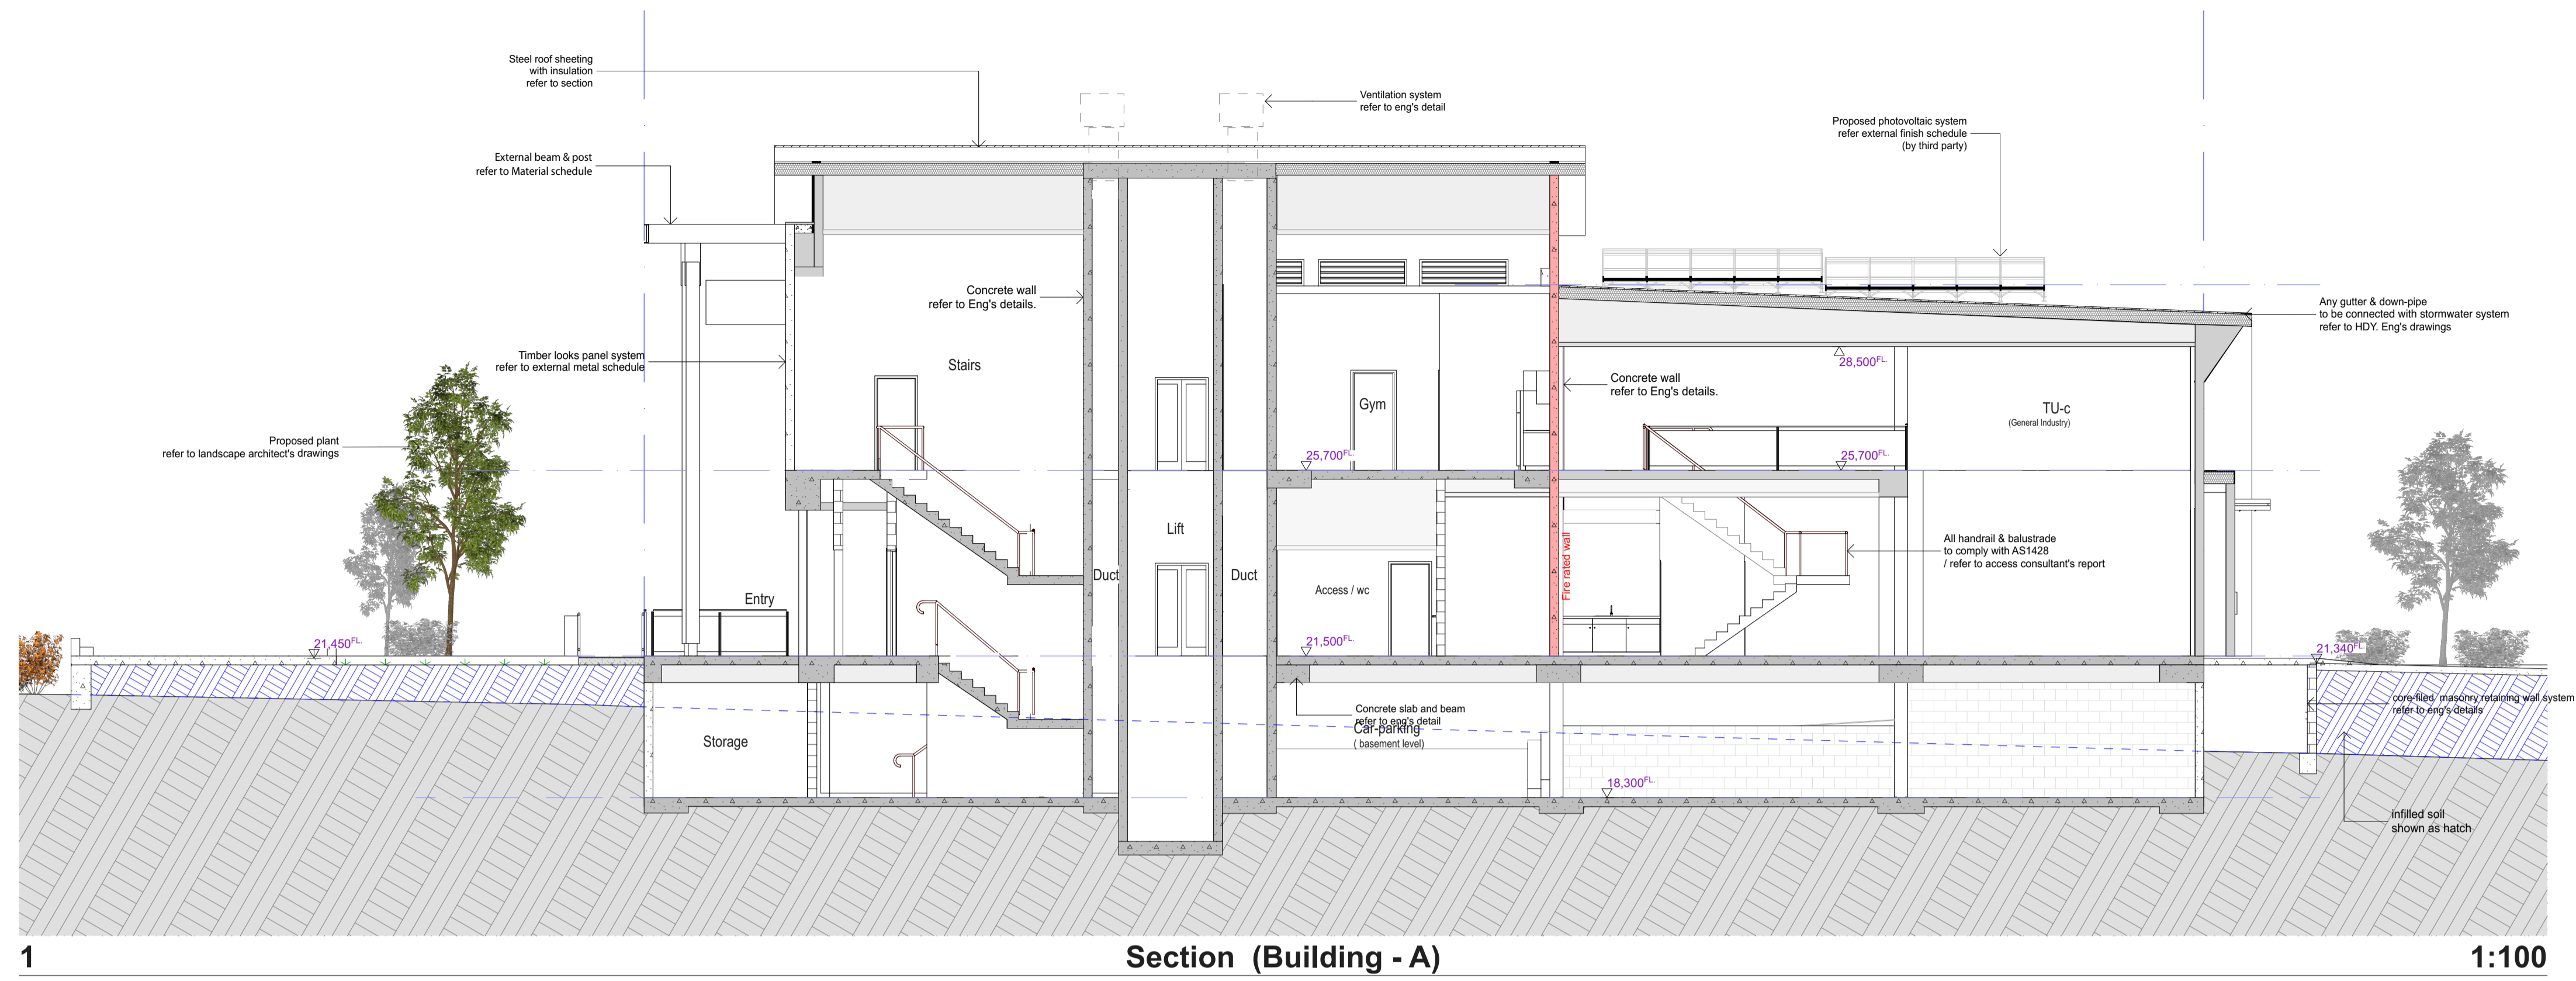 Steel roof sheeting
with insulation
refer to section
Ventilation system
refer to eng's detail
Proposed photovoltaic system
refer external finish schedule
(by third party)
External beam & post
refer to Material schedule
Concrete wall
refer to Eng's details.
Any gutter & down-pipe
to be connected with stormwater system
refer to HDY. Eng's drawings
Timber looks panel system
refer to external metal schedule
Stairs
28,500FL.
Concrete wall
refer to Eng's details.
Gym
TU-c
(General Industry)
Proposed plant
refer to landscape architect's drawings
25,700FL.
25,700FL.
Lift
All handrail & balustrade
to comply with AS1428
/ refer to access consultant's report
Fire rated wall
Duct
Duct
Access / wc
Entry
21,450FL.
21,500FL.
21,340FL.
core-filed masonry retaining wall system
refer to eng's details
Concrete slab and beam
refer to eng's detail
Car-parking
( basement level)
Storage
18,300FL.
infilled soil
shown as hatch
1
Section (Building - A)
1:100